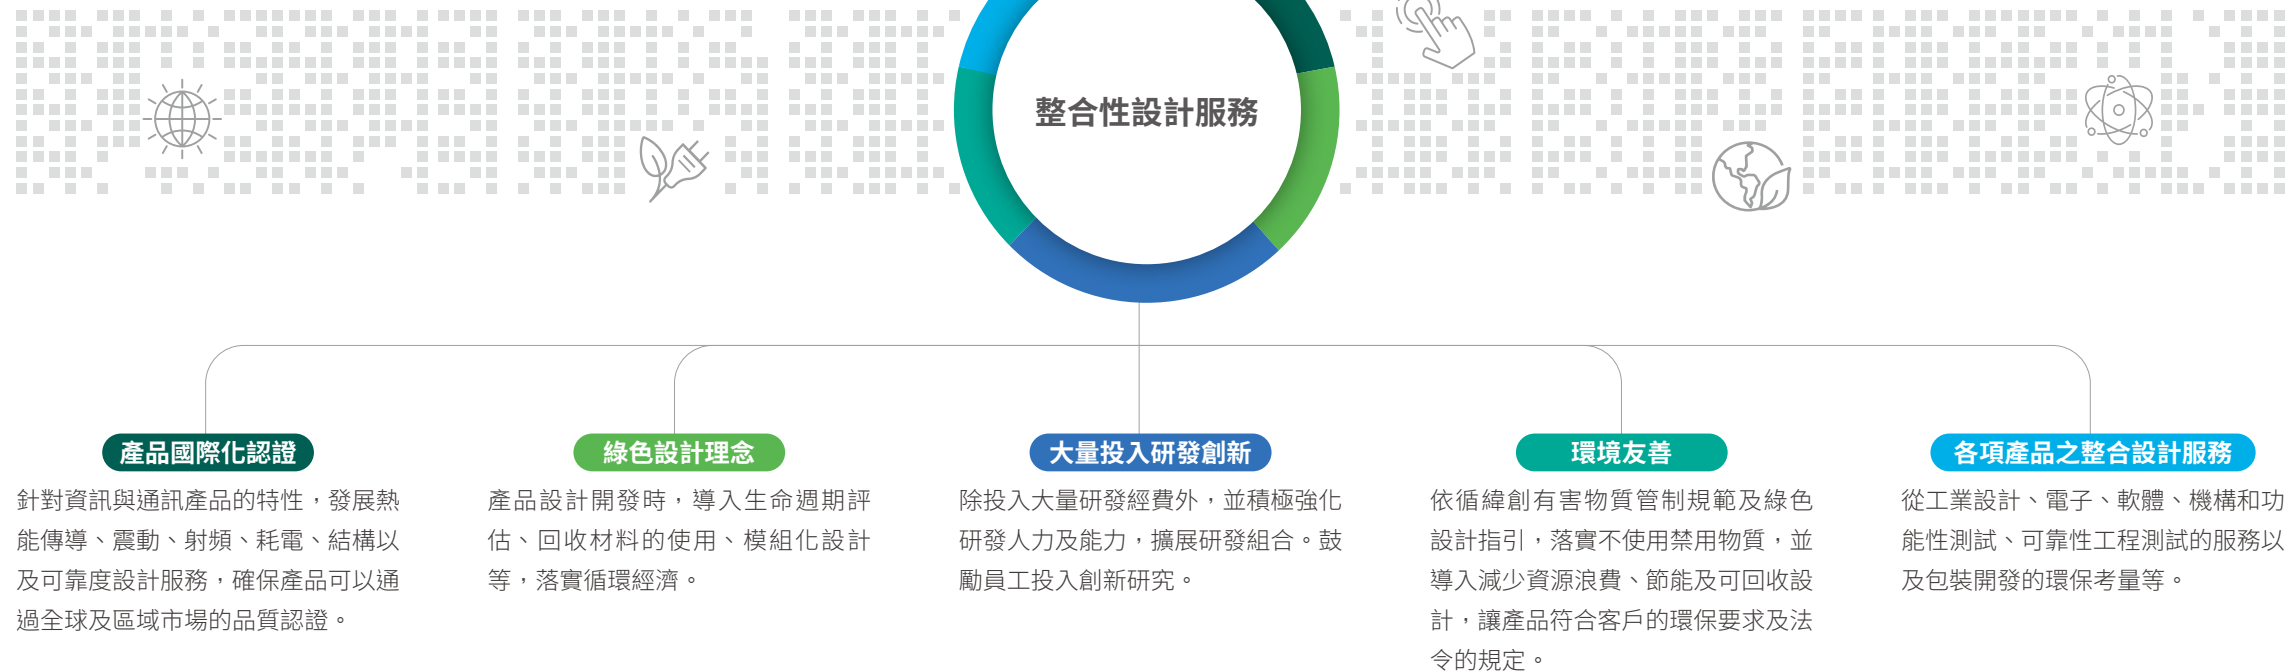 整合性設計服務
產品國際化認證
針對資訊與通訊產品的特性，發展熱
能傳導、震動、射頻、耗電、結構以
及可靠度設計服務，確保產品可以通
過全球及區域市場的品質認證。
綠色設計理念
產品設計開發時，導入生命週期評
估、回收材料的使用、模組化設計
等，落實循環經濟。
大量投入研發創新
除投入大量研發經費外，並積極強化
研發人力及能力，擴展研發組合。鼓
勵員工投入創新研究。
環境友善
依循緯創有害物質管制規範及綠色
設計指引，落實不使用禁用物質，並
導入減少資源浪費、節能及可回收設
計，讓產品符合客戶的環保要求及法
令的規定。
各項產品之整合設計服務
從工業設計、電子、軟體、機構和功
能性測試、可靠性工程測試的服務以
及包裝開發的環保考量等。